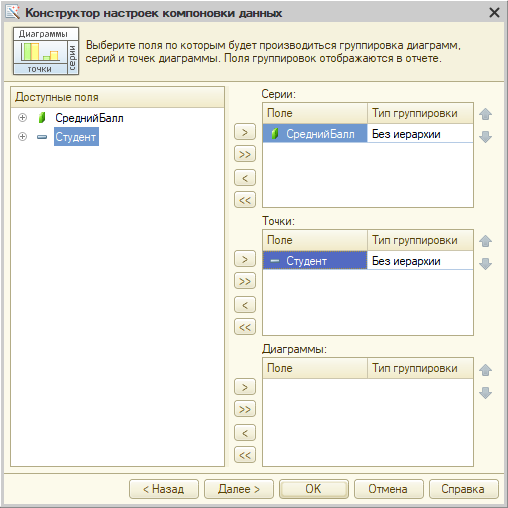 Конструктор настроек компоновки данных
Диаграммы
серии
точки
Выберите поля по которым будет производиться группировка диаграмм,
серий и точек диаграммы. Поля группировок отображаются в отчете.
Доступные поля
СреднийБалл
Студент
Серии:
Поле Тип группировки
СреднийБалл Без иерархии
>
>>
<
<<
Точки:
Поле Тип группировки
Студент Без иерархии
>
>>
<
<<
Диаграммы:
Поле Тип группировки
>
>>
<
<<
< Назад Далее > OK Отмена Справка